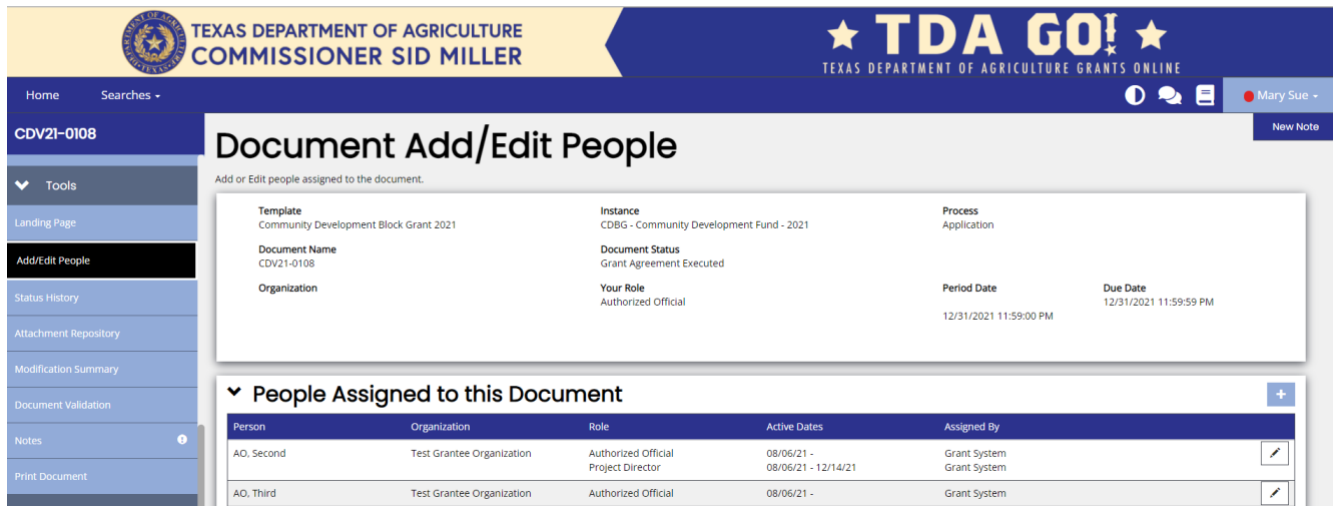 TEXAS DEPARTMENT OF AGRICULTURE
COMMISSIONER SID MILLER
TDA GO!
TEXAS DEPARTMENT OF AGRICULTURE GRANTS ONLINE
Home Searches
Mary Sue
CDV21-0108
New Note
Document Add/Edit People
Tools
Add or Edit people assigned to the document.
Landing Page
Add/Edit People
Status History
Attachment Repository
Modification Summary
Document Validation
Notes
Print Document
Template Instance Process
Community Development Block Grant 2021 CDBG - Community Development Fund - 2021 Application
Document Name Document Status
CDV21-0108 Grant Agreement Executed
Organization Your Role Period Date Due Date
Authorized Official 12/31/2021 11:59:59 PM
12/31/2021 11:59:00 PM
People Assigned to this Document +
Person Organization Role Active Dates Assigned By
AO, Second Test Grantee Organization Authorized Official 08/06/21 - Grant System
Project Director 08/06/21 - 12/14/21 Grant System
AO, Third Test Grantee Organization Authorized Official 08/06/21 - Grant System